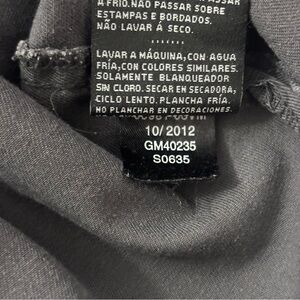 A FRIO.NÃO PASSAR SOBRE
ESTAMPAS E BORDADOS.
NÃO LAVAR Á SECO.
LAVAR A MÁQUINA,CON AGUA
FRÍA,CON COLORES SIMILARES.
SOLAMENTE BLANQUEADOR
SIN CLORO. SECAR EN SECADORA,
CICLO LENTO. PLANCHA FRÍA.
NO PLANCHAR EN DECORACIONES.
10/2012
GM40235
S0635